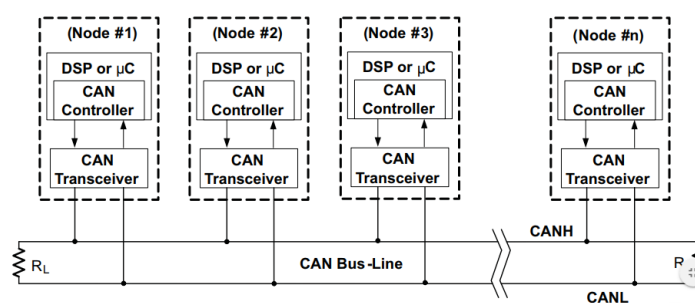 (Node #1)
DSP or µC
CAN
Controller
CAN
Transceiver
(Node #2)
DSP or µC
CAN
Controller
CAN
Transceiver
(Node #3)
DSP or µC
CAN
Controller
CAN
Transceiver
(Node #n)
DSP or µC
CAN
Controller
CAN
Transceiver
CANH
RL
CAN Bus-Line
R
CANL